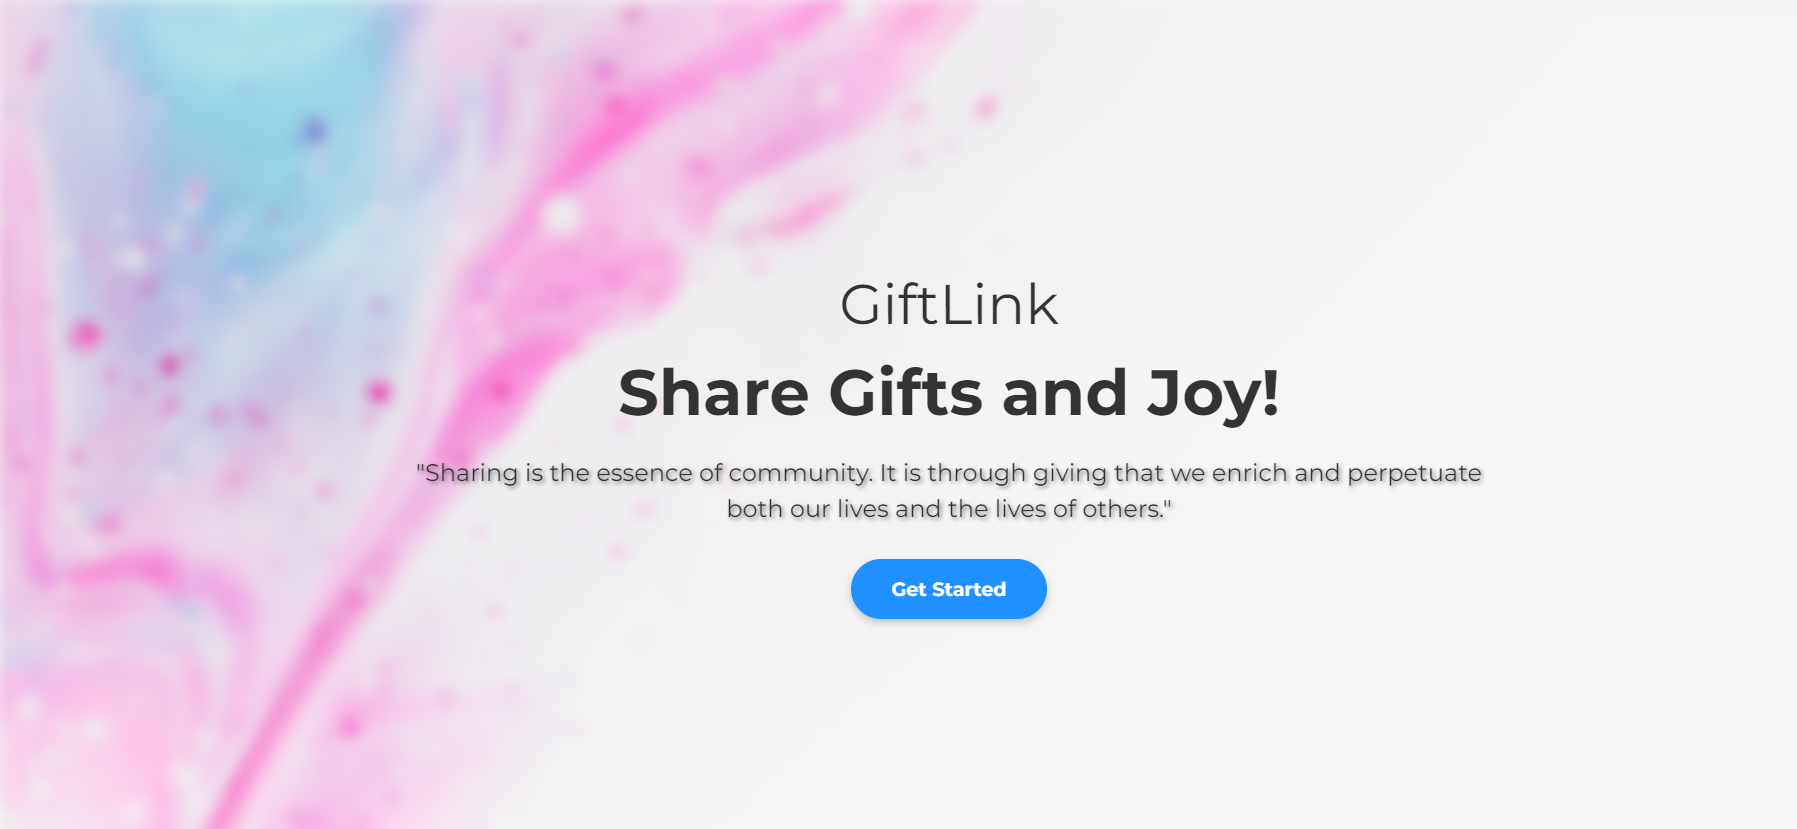 GiftLink
Share Gifts and Joy!
"Sharing is the essence of community. It is through giving that we enrich and perpetuate
both our lives and the lives of others."
Get Started